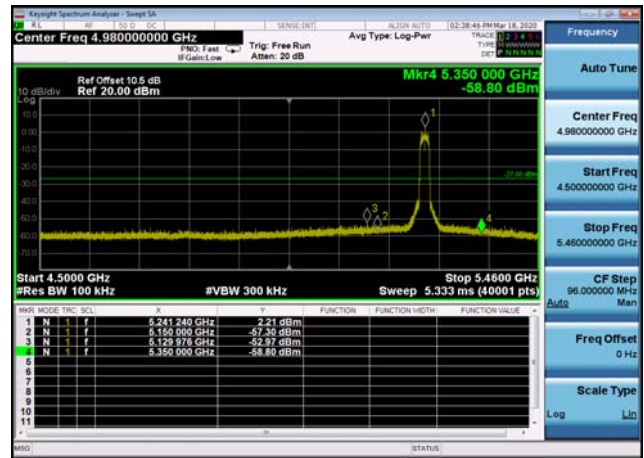 Keysight Spectrum Analyzer - Swept SA
RL RF 50 Ω DC SENSE:INT ALIGN AUTO 02:38:46 PM Mar 18, 2020
Center Freq 4.980000000 GHz
PNO: Fast
IFGain:Low
Trig: Free Run
Atten: 20 dB
Avg Type: Log-Pwr
TRACE 1 2 3 4 5 6
TYPE
DET P N N N N N
Ref Offset 10.5 dB
10 dB/div Ref 20.00 dBm
Log
Mkr4 5.350 000 GHz
-58.80 dBm
10.0
0.00
-10.0
-20.0
-30.0
-40.0
-50.0
-60.0
-70.0
-27.00 dBm
1
3
2
4
Start 4.5000 GHz
#Res BW 100 kHz
#VBW 300 kHz
Stop 5.4600 GHz
Sweep 5.333 ms (40001 pts)
MKR MODE TRC SCL X Y FUNCTION FUNCTION WIDTH FUNCTION VALUE
1 N 1 f 5.241 240 GHz 2.21 dBm
2 N 1 f 5.150 000 GHz -57.30 dBm
3 N 1 f 5.129 976 GHz -52.97 dBm
4 N 1 f 5.350 000 GHz -58.80 dBm
5
6
7
8
9
10
11
MSG STATUS
Frequency
Auto Tune
Center Freq
4.980000000 GHz
Start Freq
4.500000000 GHz
Stop Freq
5.460000000 GHz
CF Step
96.000000 MHz
Auto Man
Freq Offset
0 Hz
Scale Type
Log Lin